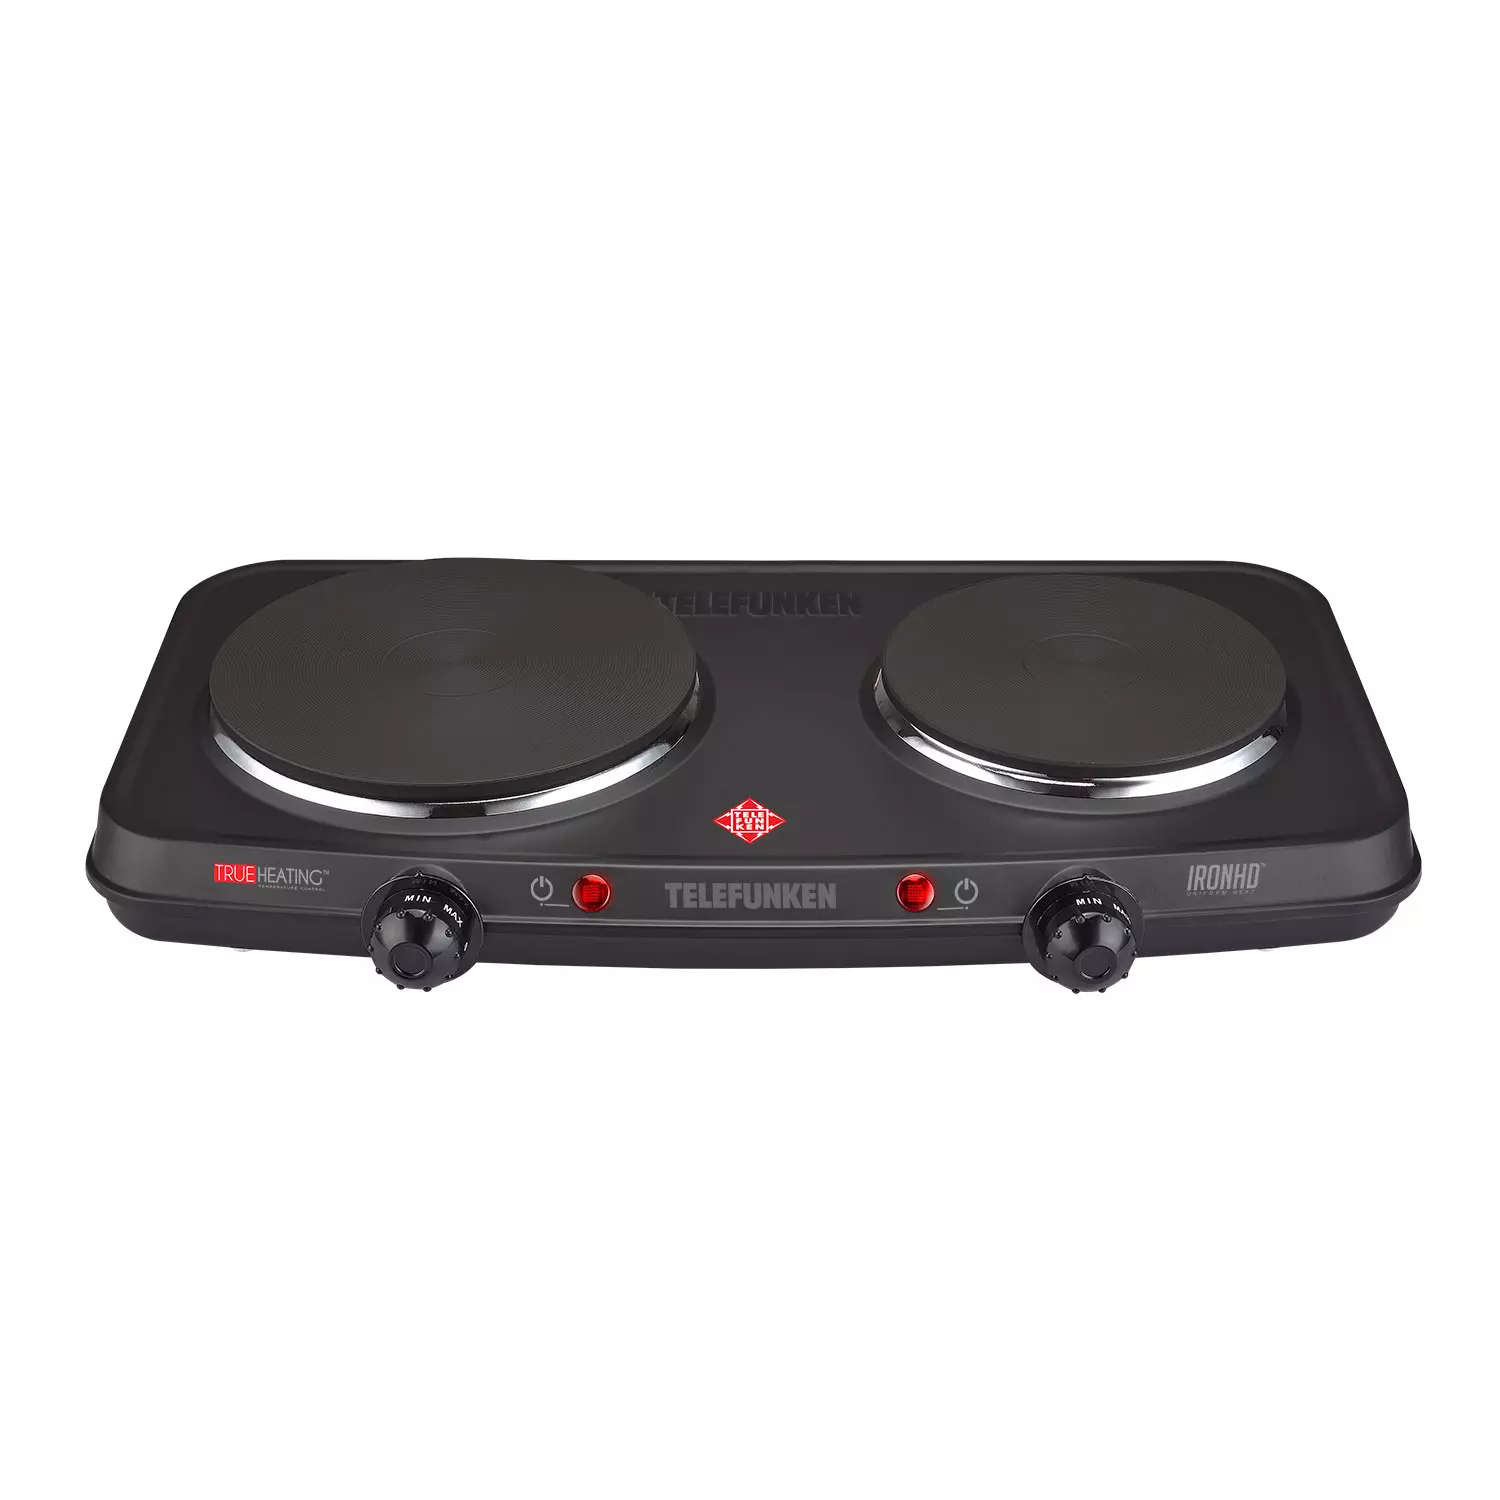 TELEFUNKEN
TELE
FUN
KEN
TRUEHEATING™
TEMPERATURE CONTROL
MIN MAX
TELEFUNKEN
MIN MAX
IRONHD™
UNIFORM HEAT